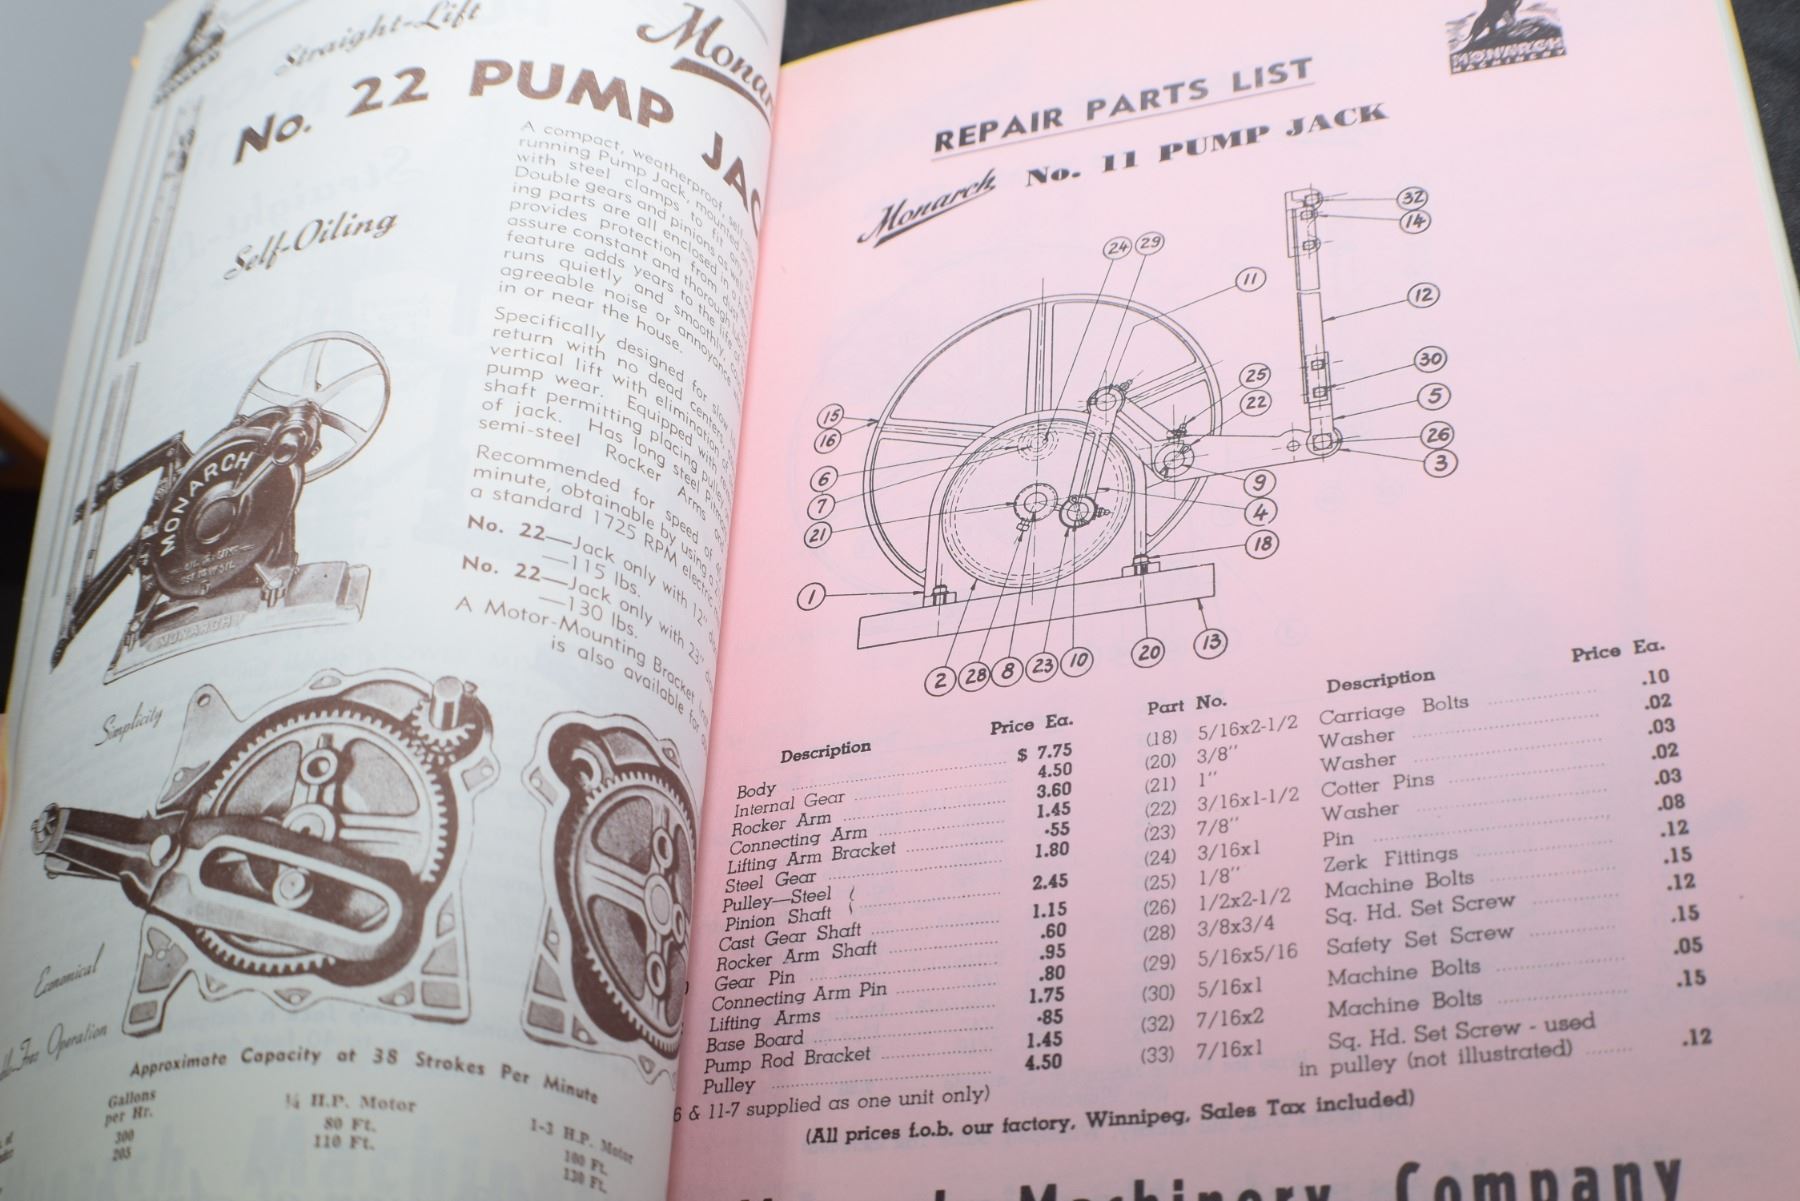 Straight-Lift
Monar
No. 22 PUMP JAC
Self-Oiling
A compact, weatherproof, self
running Pump Jack, mounted on
with steel clamps to fit any
Double gears and pinions as well
ing parts are all enclosed in a
provides protection from dust
assure constant and thorough
feature adds years to the life of
runs quietly and smoothly,
agreeable noise or annoyance
in or near the house.
Specifically designed for slow
return with no dead centers.
vertical lift with elimination of
pump wear. Equipped with
shaft permitting placing pulley
of jack. Has long steel Pitman
semi-steel Rocker Arms and
Recommended for speed of
minute, obtainable by using a
a standard 1725 RPM electric
No. 22—Jack only with 12"
—115 lbs.
No. 22—Jack only with 23"
—130 lbs.
A Motor-Mounting Bracket
is also available for
MONARCH
MONARCH
Simplicity
Economical
Operation
Approximate Capacity at 38 Strokes Per Minute
Gallons
per Hr.
¼ H.P. Motor
1-3 H.P. Motor
300
80 Ft.
100 Ft.
205
110 Ft.
130 Ft.
MONARCH
MACHINERY
REPAIR PARTS LIST
Monarch No. 11 PUMP JACK
32
14
24
29
11
12
30
25
22
5
15
16
26
3
6
7
9
21
4
18
1
2
28
8
23
10
20
13
Description Price Ea.
Body $ 7.75
Internal Gear 4.50
Rocker Arm 3.60
Connecting Arm 1.45
Lifting Arm Bracket .55
Steel Gear 1.80
Pulley—Steel
Pinion Shaft 2.45
Cast Gear Shaft 1.15
Rocker Arm Shaft .60
Gear Pin .95
Connecting Arm Pin .80
Lifting Arms 1.75
Base Board .85
Pump Rod Bracket 1.45
Pulley 4.50
6 & 11-7 supplied as one unit only)
Part No. Description Price Ea.
(18) 5/16x2-1/2 Carriage Bolts .10
(20) 3/8" Washer .02
(21) 1" Washer .03
(22) 3/16x1-1/2 Cotter Pins .02
(23) 7/8" Washer .03
(24) 3/16x1 Pin .08
(25) 1/8" Zerk Fittings .12
(26) 1/2x2-1/2 Machine Bolts .15
(28) 3/8x3/4 Sq. Hd. Set Screw .12
(29) 5/16x5/16 Safety Set Screw .15
(30) 5/16x1 Machine Bolts .05
(32) 7/16x2 Machine Bolts .15
(33) 7/16x1 Sq. Hd. Set Screw - used
in pulley (not illustrated) .12
(All prices f.o.b. our factory, Winnipeg, Sales Tax included)
Machinery Company